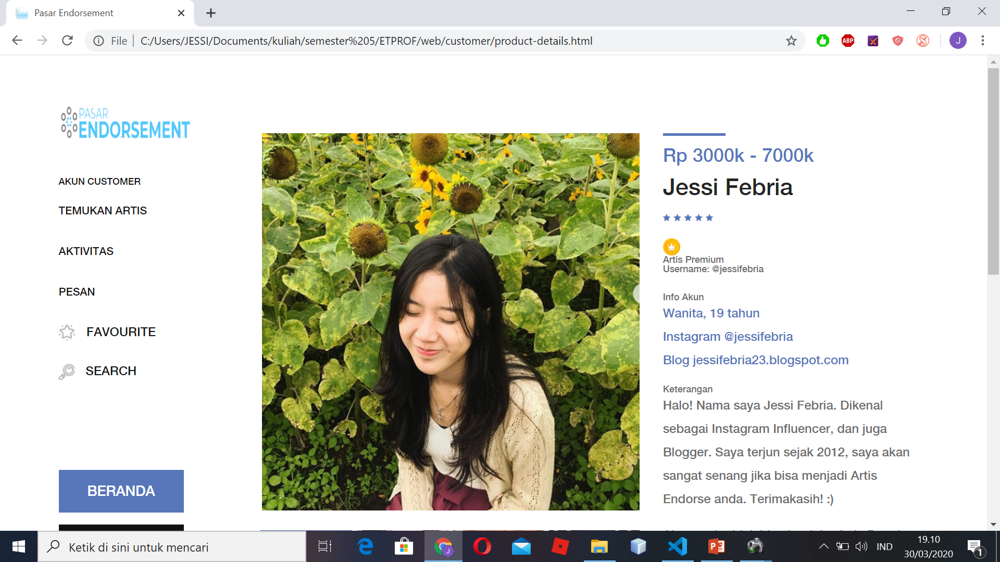 Pasar Endorsement
File
C:/Users/JESSI/Documents/kuliah/semester%205/ETPROF/web/customer/product-details.html
ABP
J
PASAR
ENDORSEMENT
AKUN CUSTOMER
TEMUKAN ARTIS
AKTIVITAS
PESAN
FAVOURITE
SEARCH
BERANDA
Rp 3000k - 7000k
Jessi Febria
Artis Premium
Username: @jessifebria
Info Akun
Wanita, 19 tahun
Instagram @jessifebria
Blog jessifebria23.blogspot.com
Keterangan
Halo! Nama saya Jessi Febria. Dikenal
sebagai Instagram Influencer, dan juga
Blogger. Saya terjun sejak 2012, saya akan
sangat senang jika bisa menjadi Artis
Endorse anda. Terimakasih! :)
Ketik di sini untuk mencari
J
IND
19.10
30/03/2020
1